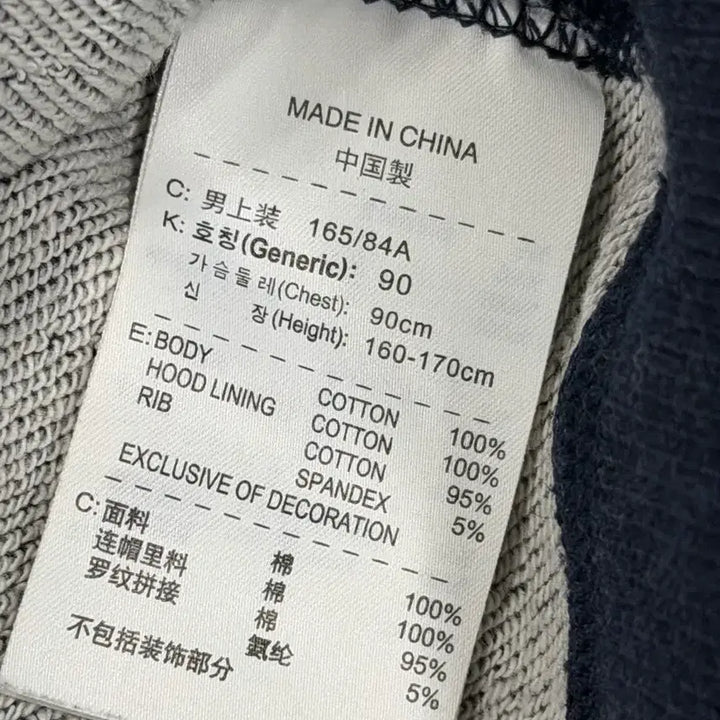 MADE IN CHINA
中国製
C: 男上装 165/84A
K: 호칭(Generic): 90
가슴둘레(Chest): 90cm
신 장(Height): 160-170cm
E: BODY COTTON 100%
HOOD LINING COTTON 100%
RIB COTTON 95%
SPANDEX 5%
EXCLUSIVE OF DECORATION
C: 面料 棉 100%
连帽里料 棉 100%
罗纹拼接 棉 95%
氨纶 5%
不包括装饰部分